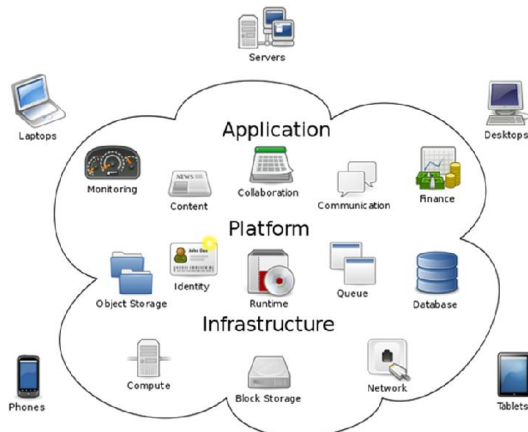 Servers
Laptops
Desktops
Application
Monitoring
NEWS
Content
Collaboration
Communication
Finance
Platform
John Doe
Object Storage
Identity
Runtime
Queue
Database
Infrastructure
Compute
Block Storage
Network
Phones
Tablets